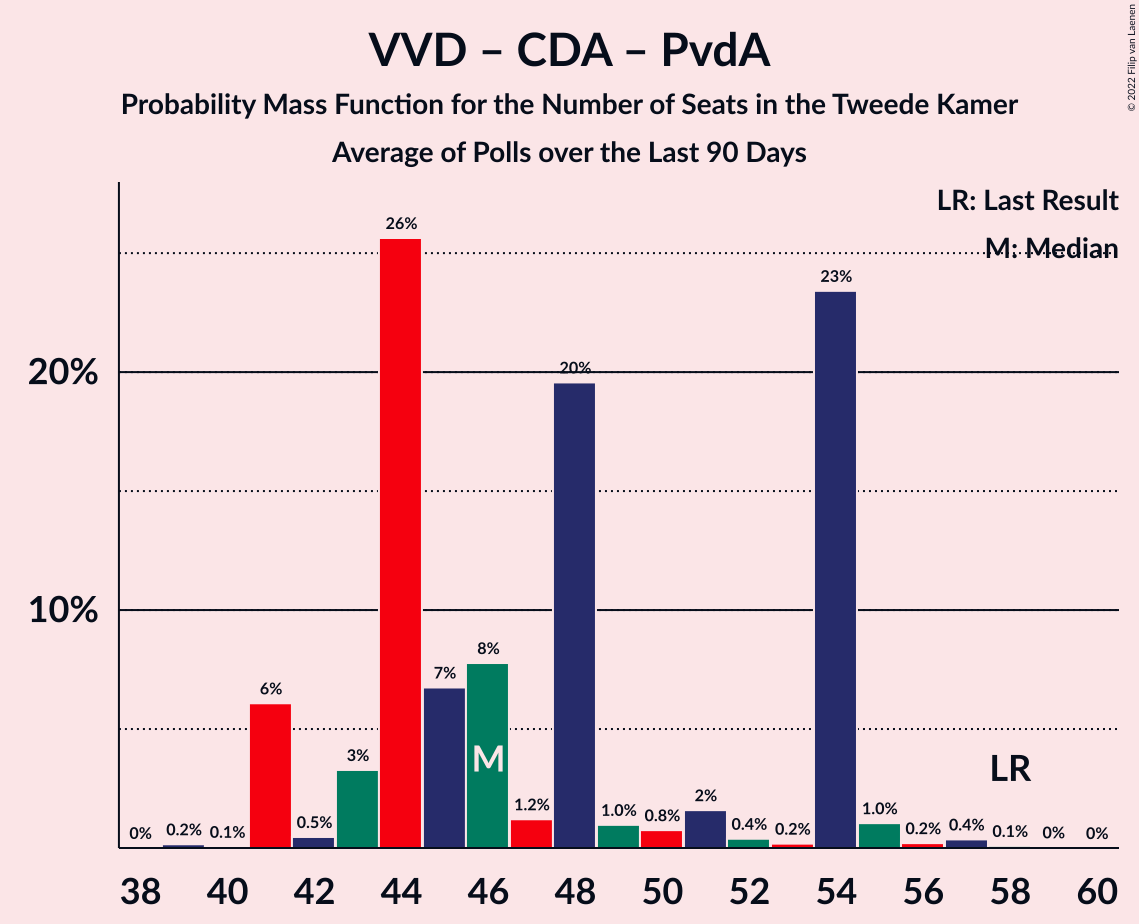 VVD – CDA – PvdA
Probability Mass Function for the Number of Seats in the Tweede Kamer
Average of Polls over the Last 90 Days
© 2022 Filip van Laenen
LR: Last Result
M: Median
20%
10%
0% 0.2% 0.1% 6% 0.5% 3% 26% 7% 8% 1.2% 20% 1.0% 0.8% 2% 0.4% 0.2% 23% 1.0% 0.2% 0.4% 0.1% 0% 0%
M
LR
38 40 42 44 46 48 50 52 54 56 58 60